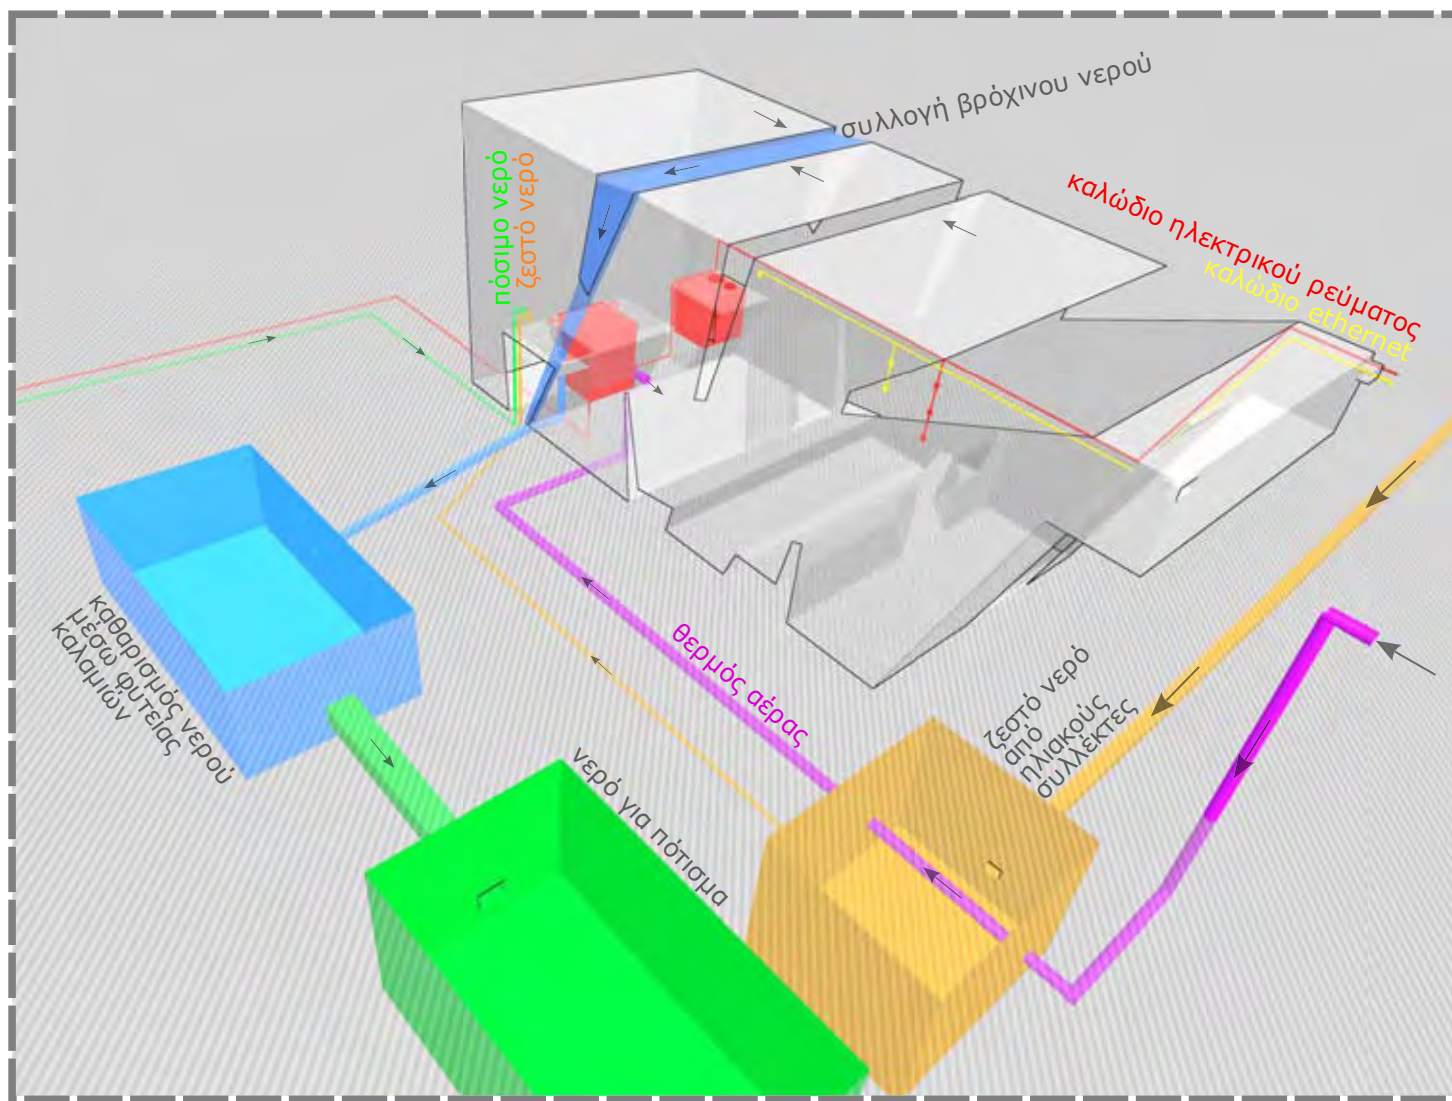 συλλογή βρόχινου νερού
πόσιμο νερό
ζεστό νερό
καλώδιο ηλεκτρικού ρεύματος
καλώδιο ethernet
καθαρισμός νερού
μέσω φυτείας
καλαμιών
θερμός αέρας
ζεστό νερό
από
ηλιακούς
συλλέκτες
νερό για πότισμα